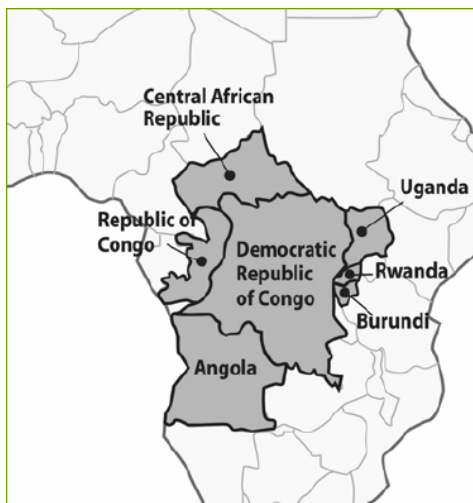 Central African
Republic
Uganda
Republic of
Congo
Democratic
Republic
of Congo
Rwanda
Burundi
Angola